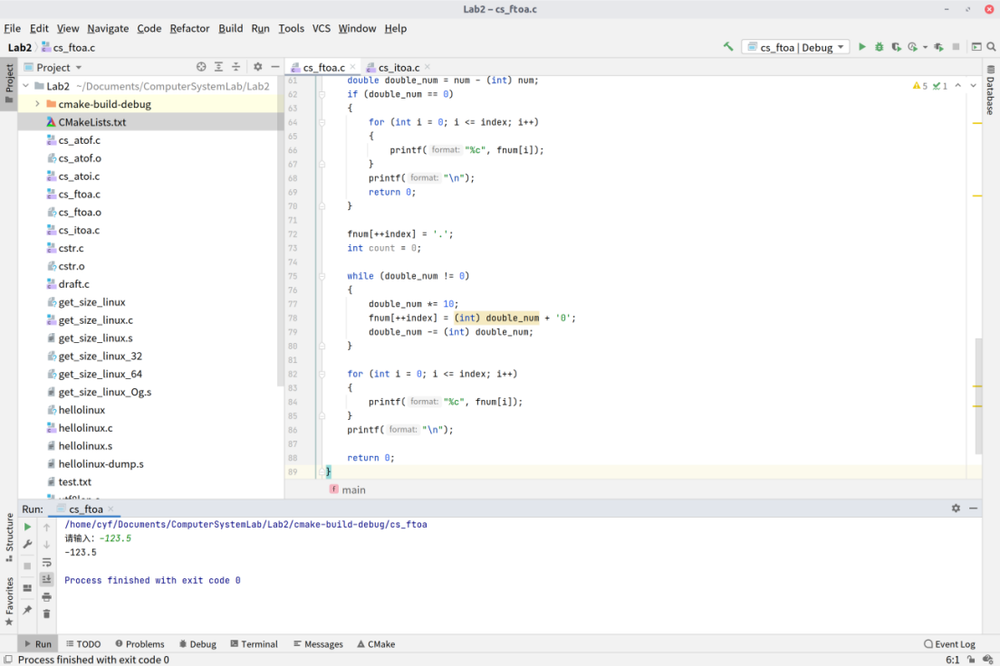 Lab2 – cs_ftoa.c
File Edit View Navigate Code Refactor Build Run Tools VCS Window Help
Lab2 cs_ftoa.c
cs_ftoa | Debug
Project
cs_ftoa.c
cs_itoa.c
Project
Database
Lab2 ~/Documents/ComputerSystemLab/Lab2
cmake-build-debug
CMakeLists.txt
cs_atof.c
cs_atof.o
cs_atoi.c
cs_ftoa.c
cs_ftoa.o
cs_itoa.c
cstr.c
cstr.o
draft.c
get_size_linux
get_size_linux.c
get_size_linux.s
get_size_linux_32
get_size_linux_64
get_size_linux_Og.s
hellolinux
hellolinux.c
hellolinux.s
hellolinux-dump.s
test.txt
5 1
61 double double_num = num - (int) num;
62 if (double_num == 0)
63 {
64 for (int i = 0; i <= index; i++)
65 {
66 printf( format: "%c", fnum[i]);
67 }
68 printf( format: "\n");
69 return 0;
70 }
71
72 fnum[++index] = '.';
73 int count = 0;
74
75 while (double_num != 0)
76 {
77 double_num *= 10;
78 fnum[++index] = (int) double_num + '0';
79 double_num -= (int) double_num;
80 }
81
82 for (int i = 0; i <= index; i++)
83 {
84 printf( format: "%c", fnum[i]);
85 }
86 printf( format: "\n");
87
88 return 0;
89 }
f main
Run: cs_ftoa
/home/cyf/Documents/ComputerSystemLab/Lab2/cmake-build-debug/cs_ftoa
请输入：-123.5
-123.5
Process finished with exit code 0
Structure
Favorites
Run TODO Problems Debug Terminal Messages CMake Event Log
Process finished with exit code 0 6:1